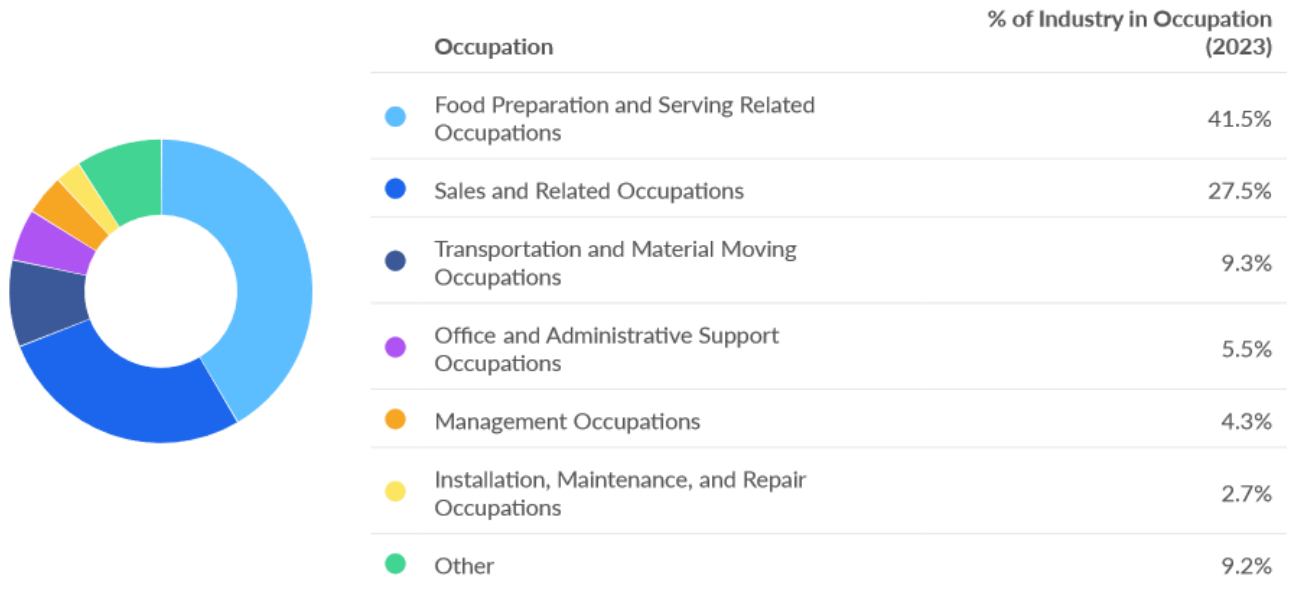 % of Industry in Occupation
Occupation (2023)
Food Preparation and Serving Related
Occupations
41.5%
Sales and Related Occupations 27.5%
Transportation and Material Moving
Occupations
9.3%
Office and Administrative Support
Occupations
5.5%
Management Occupations 4.3%
Installation, Maintenance, and Repair
Occupations
2.7%
Other 9.2%